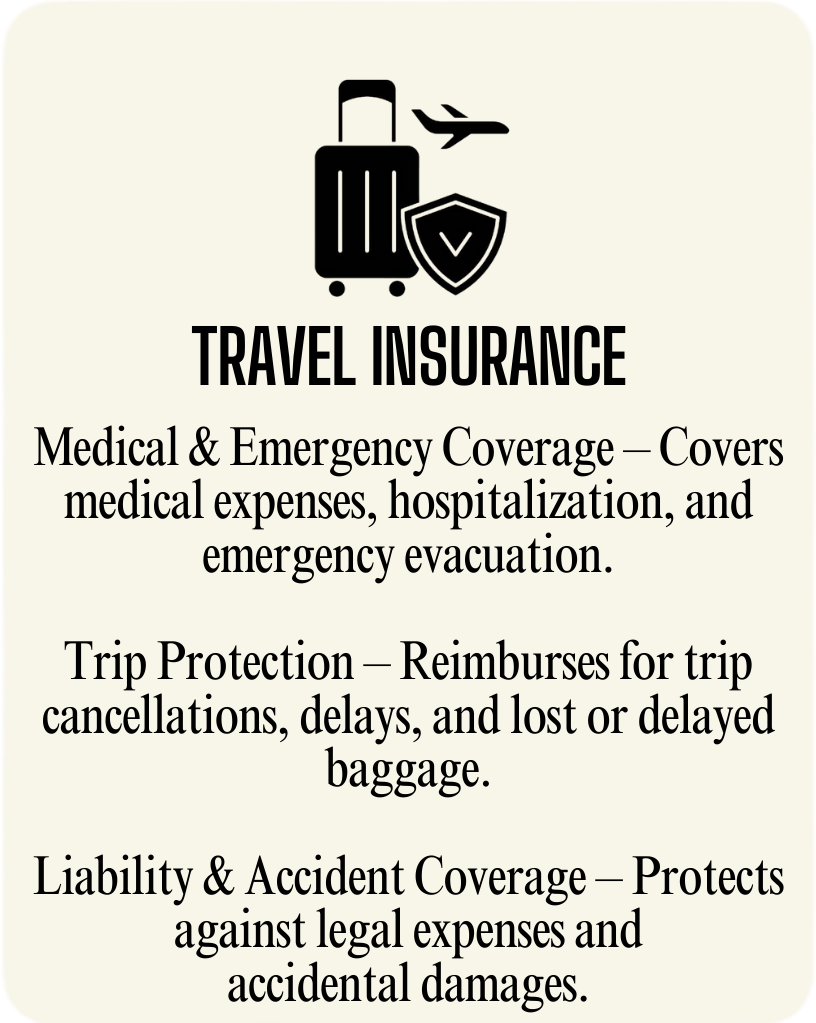 TRAVEL INSURANCE
Medical & Emergency Coverage – Covers
medical expenses, hospitalization, and
emergency evacuation.
Trip Protection – Reimburses for trip
cancellations, delays, and lost or delayed
baggage.
Liability & Accident Coverage – Protects
against legal expenses and
accidental damages.